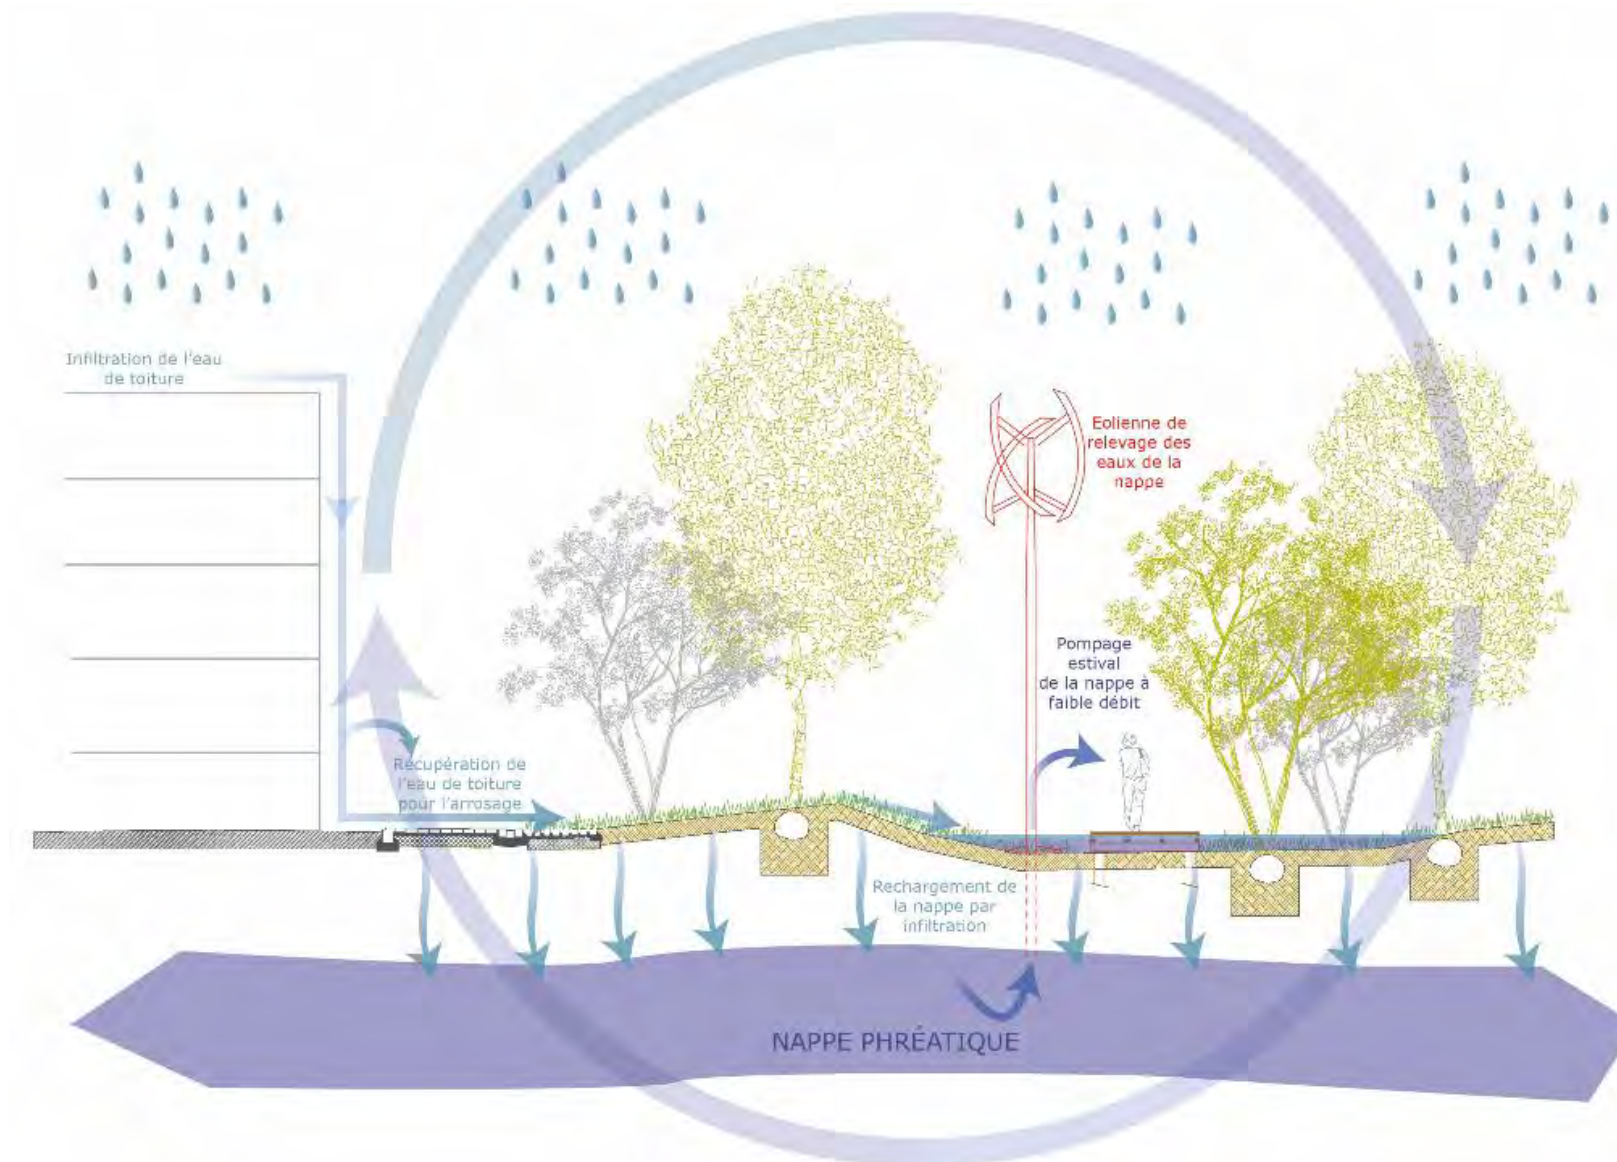 Infiltration de l'eau
de toiture
Eolienne de
relevage des
eaux de la
nappe
Pompage
estival
de la nappe à
faible débit
Récupération de
l'eau de toiture
pour l'arrosage
Rechargement de
la nappe par
infiltration
NAPPE PHRÉATIQUE